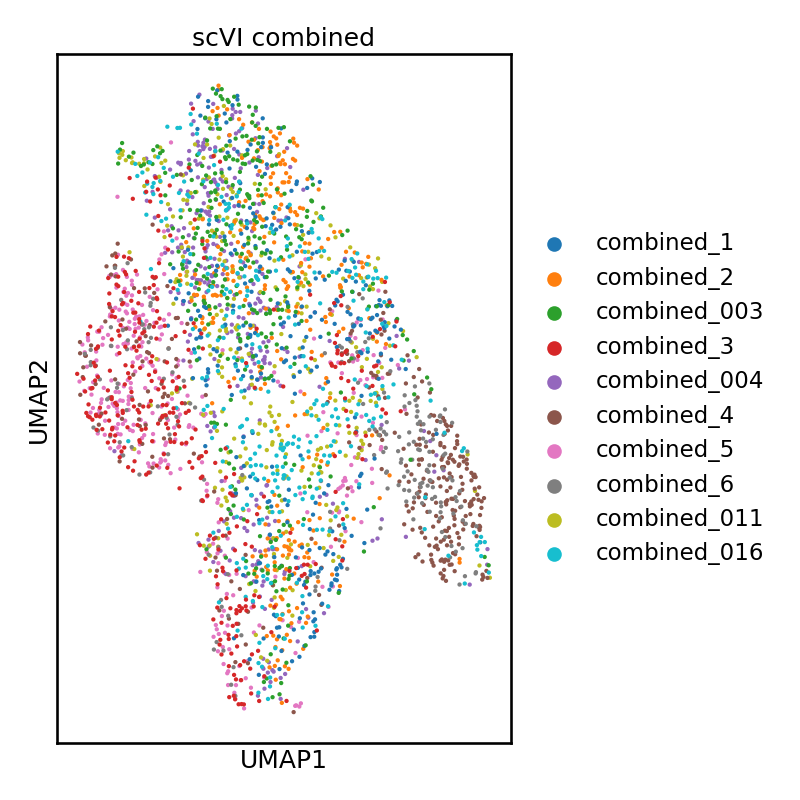 scVI combined
UMAP2
UMAP1
combined_1
combined_2
combined_003
combined_3
combined_004
combined_4
combined_5
combined_6
combined_011
combined_016